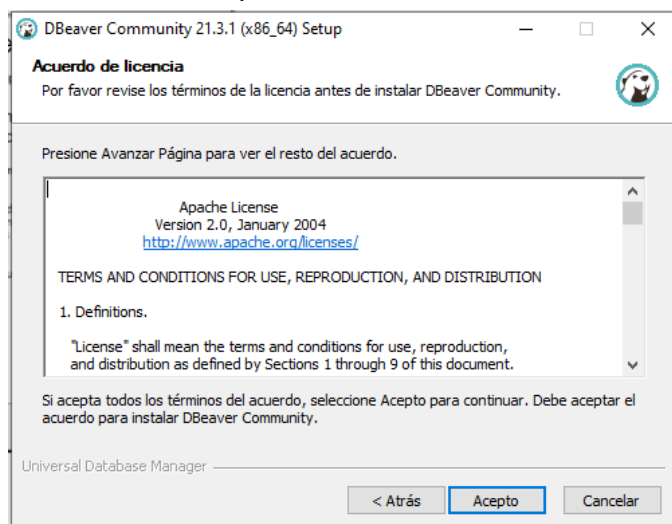 DBeaver Community 21.3.1 (x86_64) Setup
Acuerdo de licencia
Por favor revise los términos de la licencia antes de instalar DBeaver Community.
Presione Avanzar Página para ver el resto del acuerdo.
Apache License
Version 2.0, January 2004
http://www.apache.org/licenses/
TERMS AND CONDITIONS FOR USE, REPRODUCTION, AND DISTRIBUTION
1. Definitions.
"License" shall mean the terms and conditions for use, reproduction,
and distribution as defined by Sections 1 through 9 of this document.
Si acepta todos los términos del acuerdo, seleccione Acepto para continuar. Debe aceptar el
acuerdo para instalar DBeaver Community.
Universal Database Manager
< Atrás Acepto Cancelar